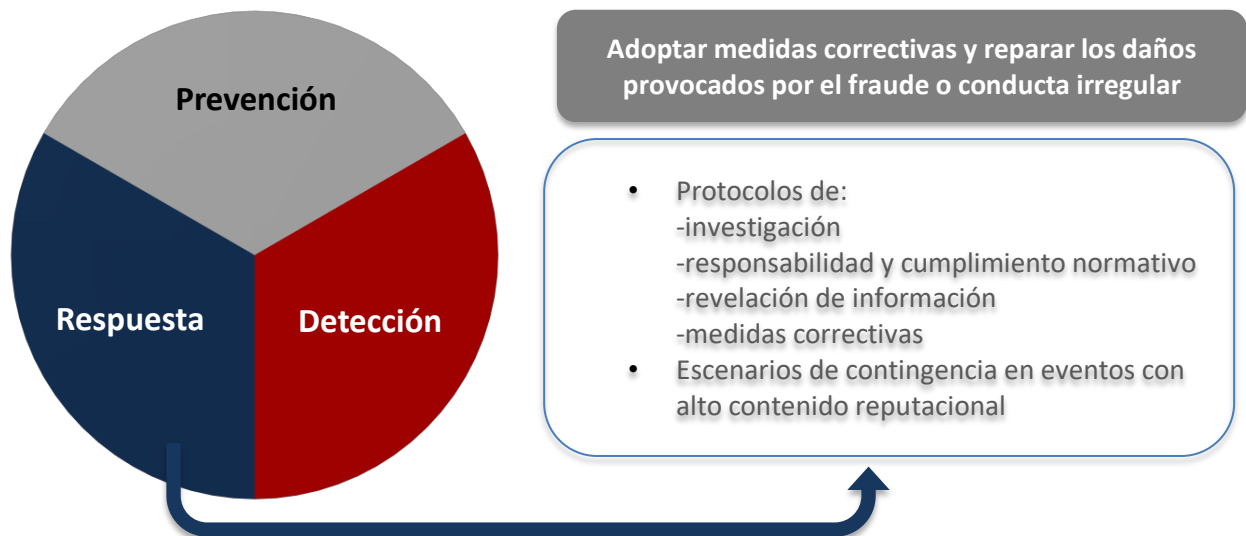 Prevención
Respuesta
Detección
Adoptar medidas correctivas y reparar los daños
provocados por el fraude o conducta irregular
• Protocolos de:
-investigación
-responsabilidad y cumplimiento normativo
-revelación de información
-medidas correctivas
• Escenarios de contingencia en eventos con
alto contenido reputacional